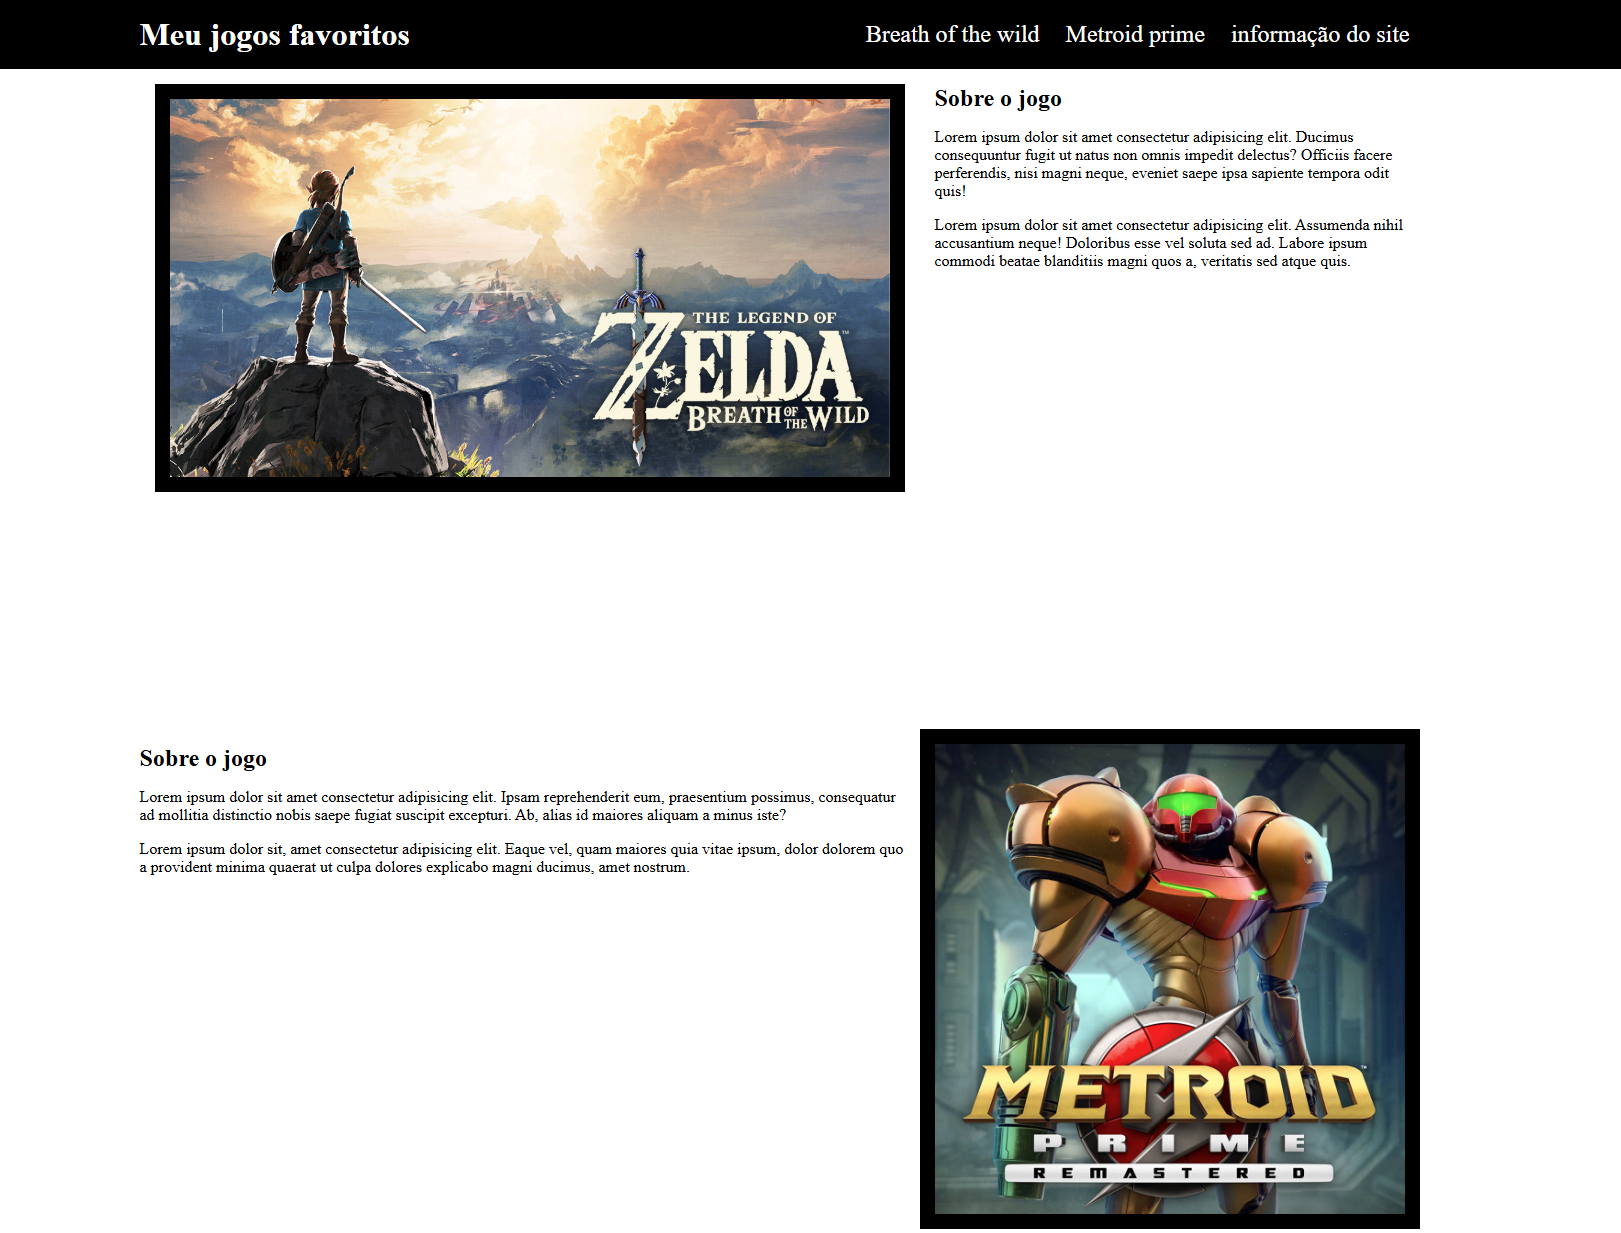 Meu jogos favoritos
Breath of the wild Metroid prime informação do site
THE LEGEND OF
ZELDA
BREATH OF THE WILD
™
Sobre o jogo
Lorem ipsum dolor sit amet consectetur adipisicing elit. Ducimus
consequuntur fugit ut natus non omnis impedit delectus? Officiis facere
perferendis, nisi magni neque, eveniet saepe ipsa sapiente tempora odit
quis!
Lorem ipsum dolor sit amet consectetur adipisicing elit. Assumenda nihil
accusantium neque! Doloribus esse vel soluta sed ad. Labore ipsum
commodi beatae blanditiis magni quos a, veritatis sed atque quis.
Sobre o jogo
Lorem ipsum dolor sit amet consectetur adipisicing elit. Ipsam reprehenderit eum, praesentium possimus, consequatur
ad mollitia distinctio nobis saepe fugiat suscipit excepturi. Ab, alias id maiores aliquam a minus iste?
Lorem ipsum dolor sit, amet consectetur adipisicing elit. Eaque vel, quam maiores quia vitae ipsum, dolor dolorem quo
a provident minima quaerat ut culpa dolores explicabo magni ducimus, amet nostrum.
METROID™
PRIME
REMASTERED